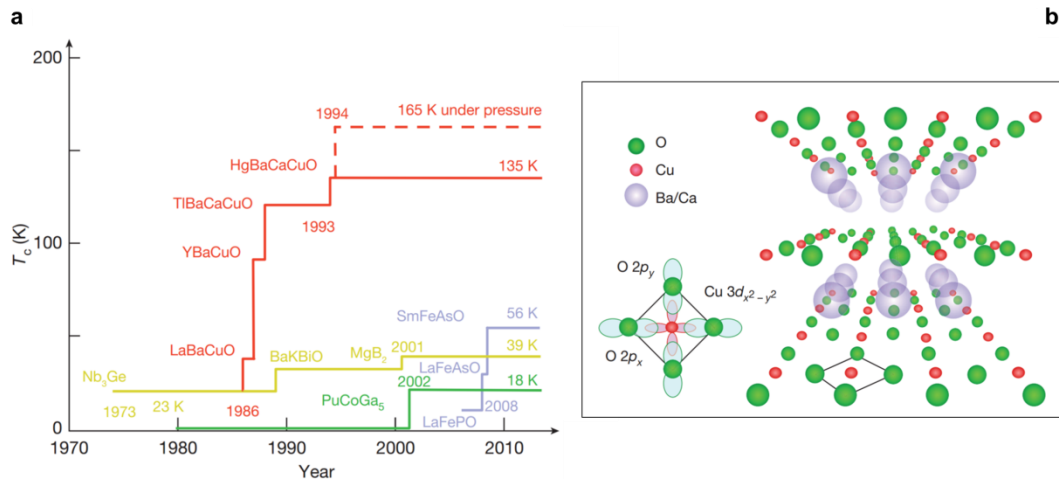 a
b
200
100
0
T_c (K)
1970
1980
1990
2000
2010
Year
1994
165 K under pressure
HgBaCaCuO
135 K
TlBaCaCuO
1993
YBaCuO
LaBaCuO
1986
Nb₃Ge
1973
23 K
BaKBiO
MgB₂
2001
39 K
SmFeAsO
56 K
LaFeAsO
2002
18 K
PuCoGa₅
2008
LaFePO
O
Cu
Ba/Ca
O 2p_y
Cu 3d_x²−y²
O 2p_x